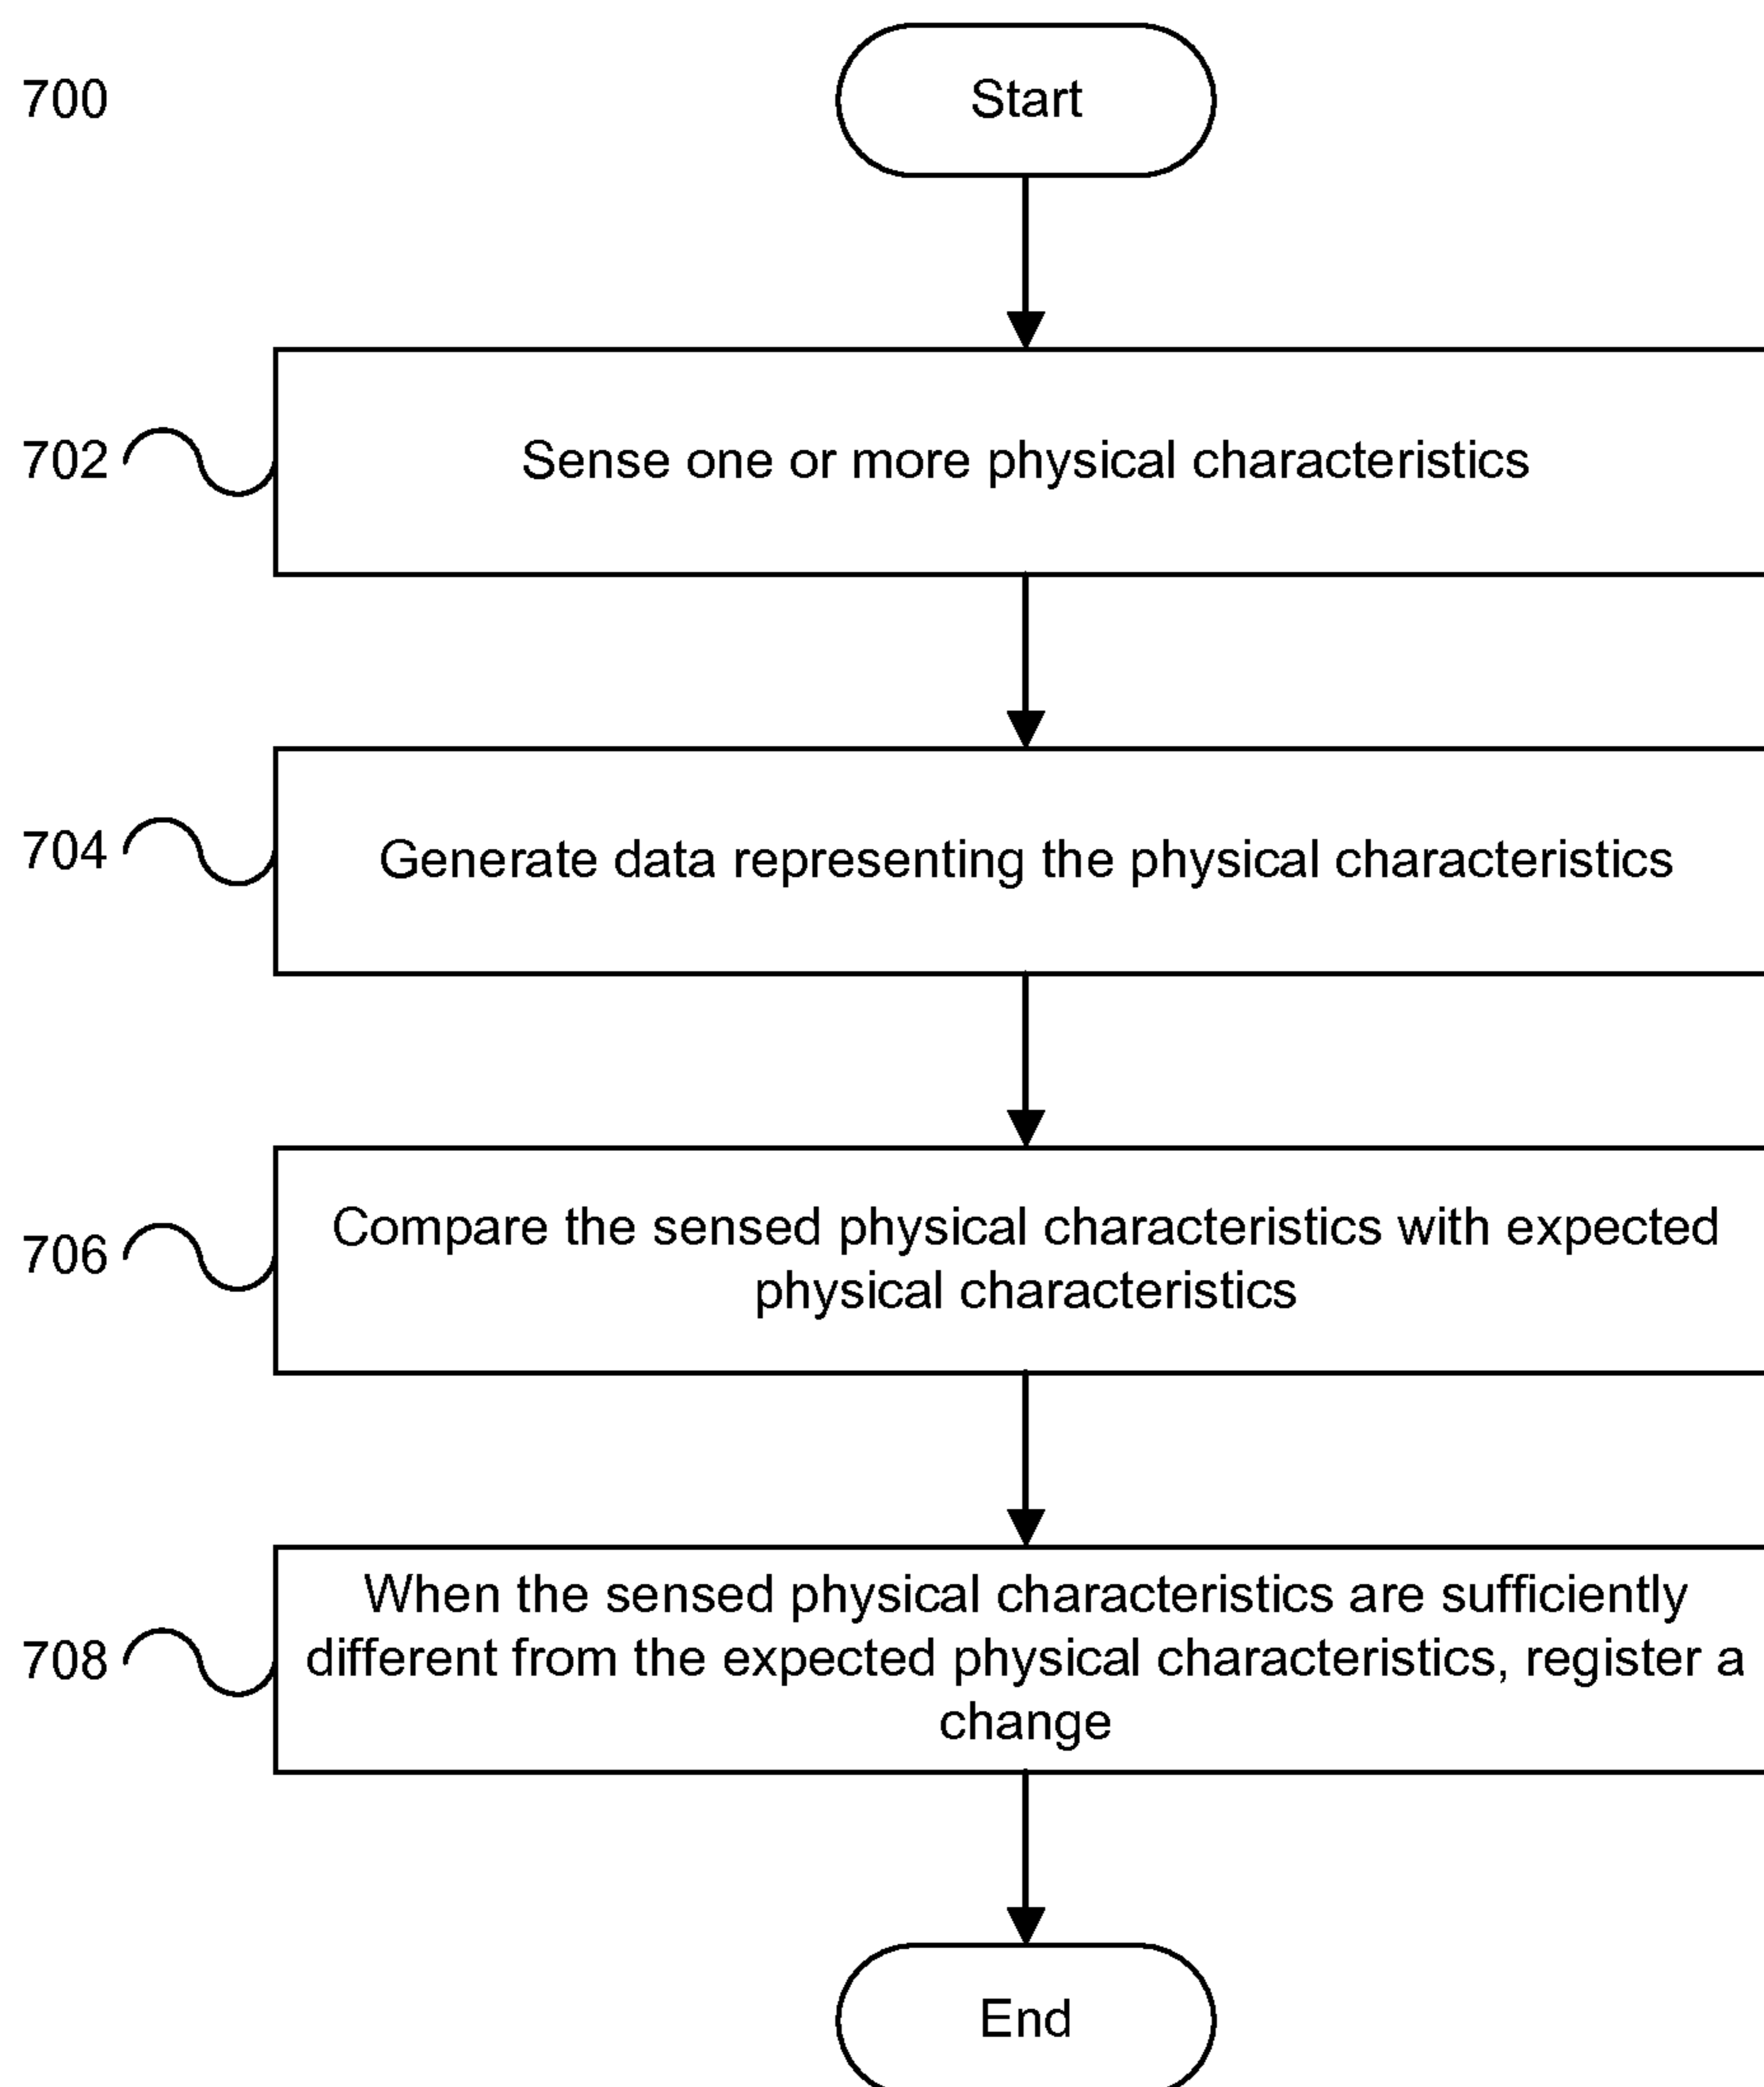 700
Start
702
Sense one or more physical characteristics
704
Generate data representing the physical characteristics
706
Compare the sensed physical characteristics with expected
physical characteristics
708
When the sensed physical characteristics are sufficiently
different from the expected physical characteristics, register a
change
End